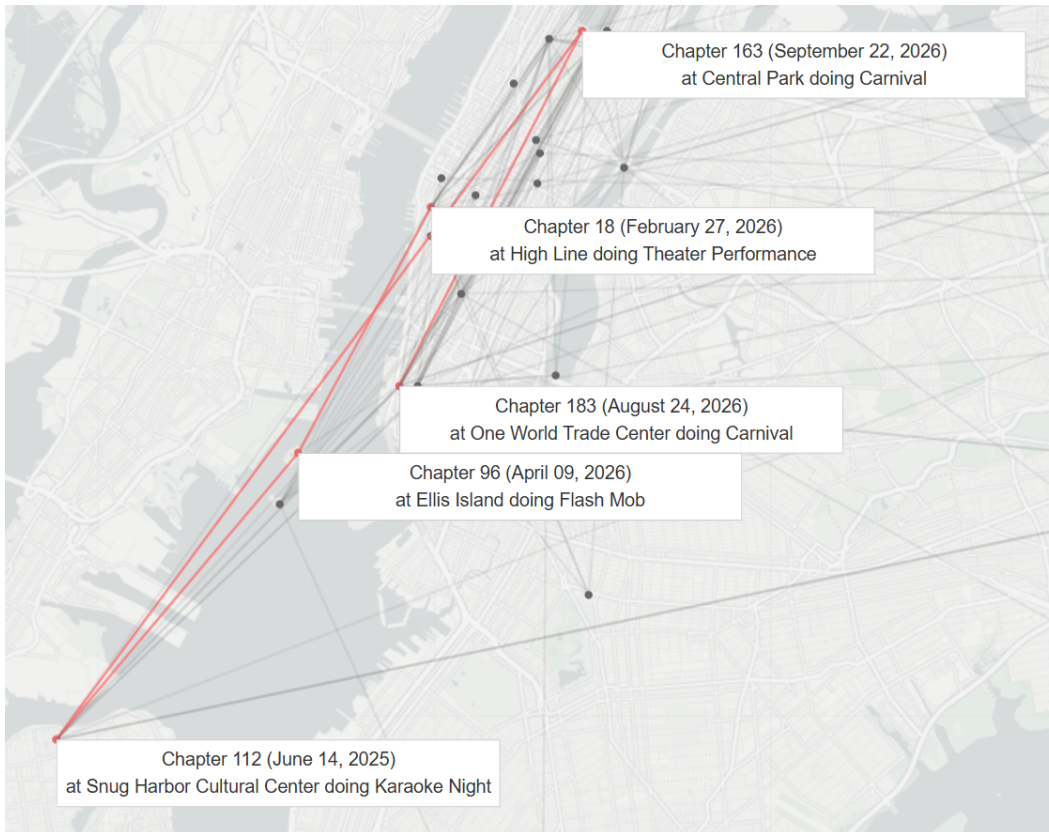 Chapter 163 (September 22, 2026)
at Central Park doing Carnival
Chapter 18 (February 27, 2026)
at High Line doing Theater Performance
Chapter 183 (August 24, 2026)
at One World Trade Center doing Carnival
Chapter 96 (April 09, 2026)
at Ellis Island doing Flash Mob
Chapter 112 (June 14, 2025)
at Snug Harbor Cultural Center doing Karaoke Night